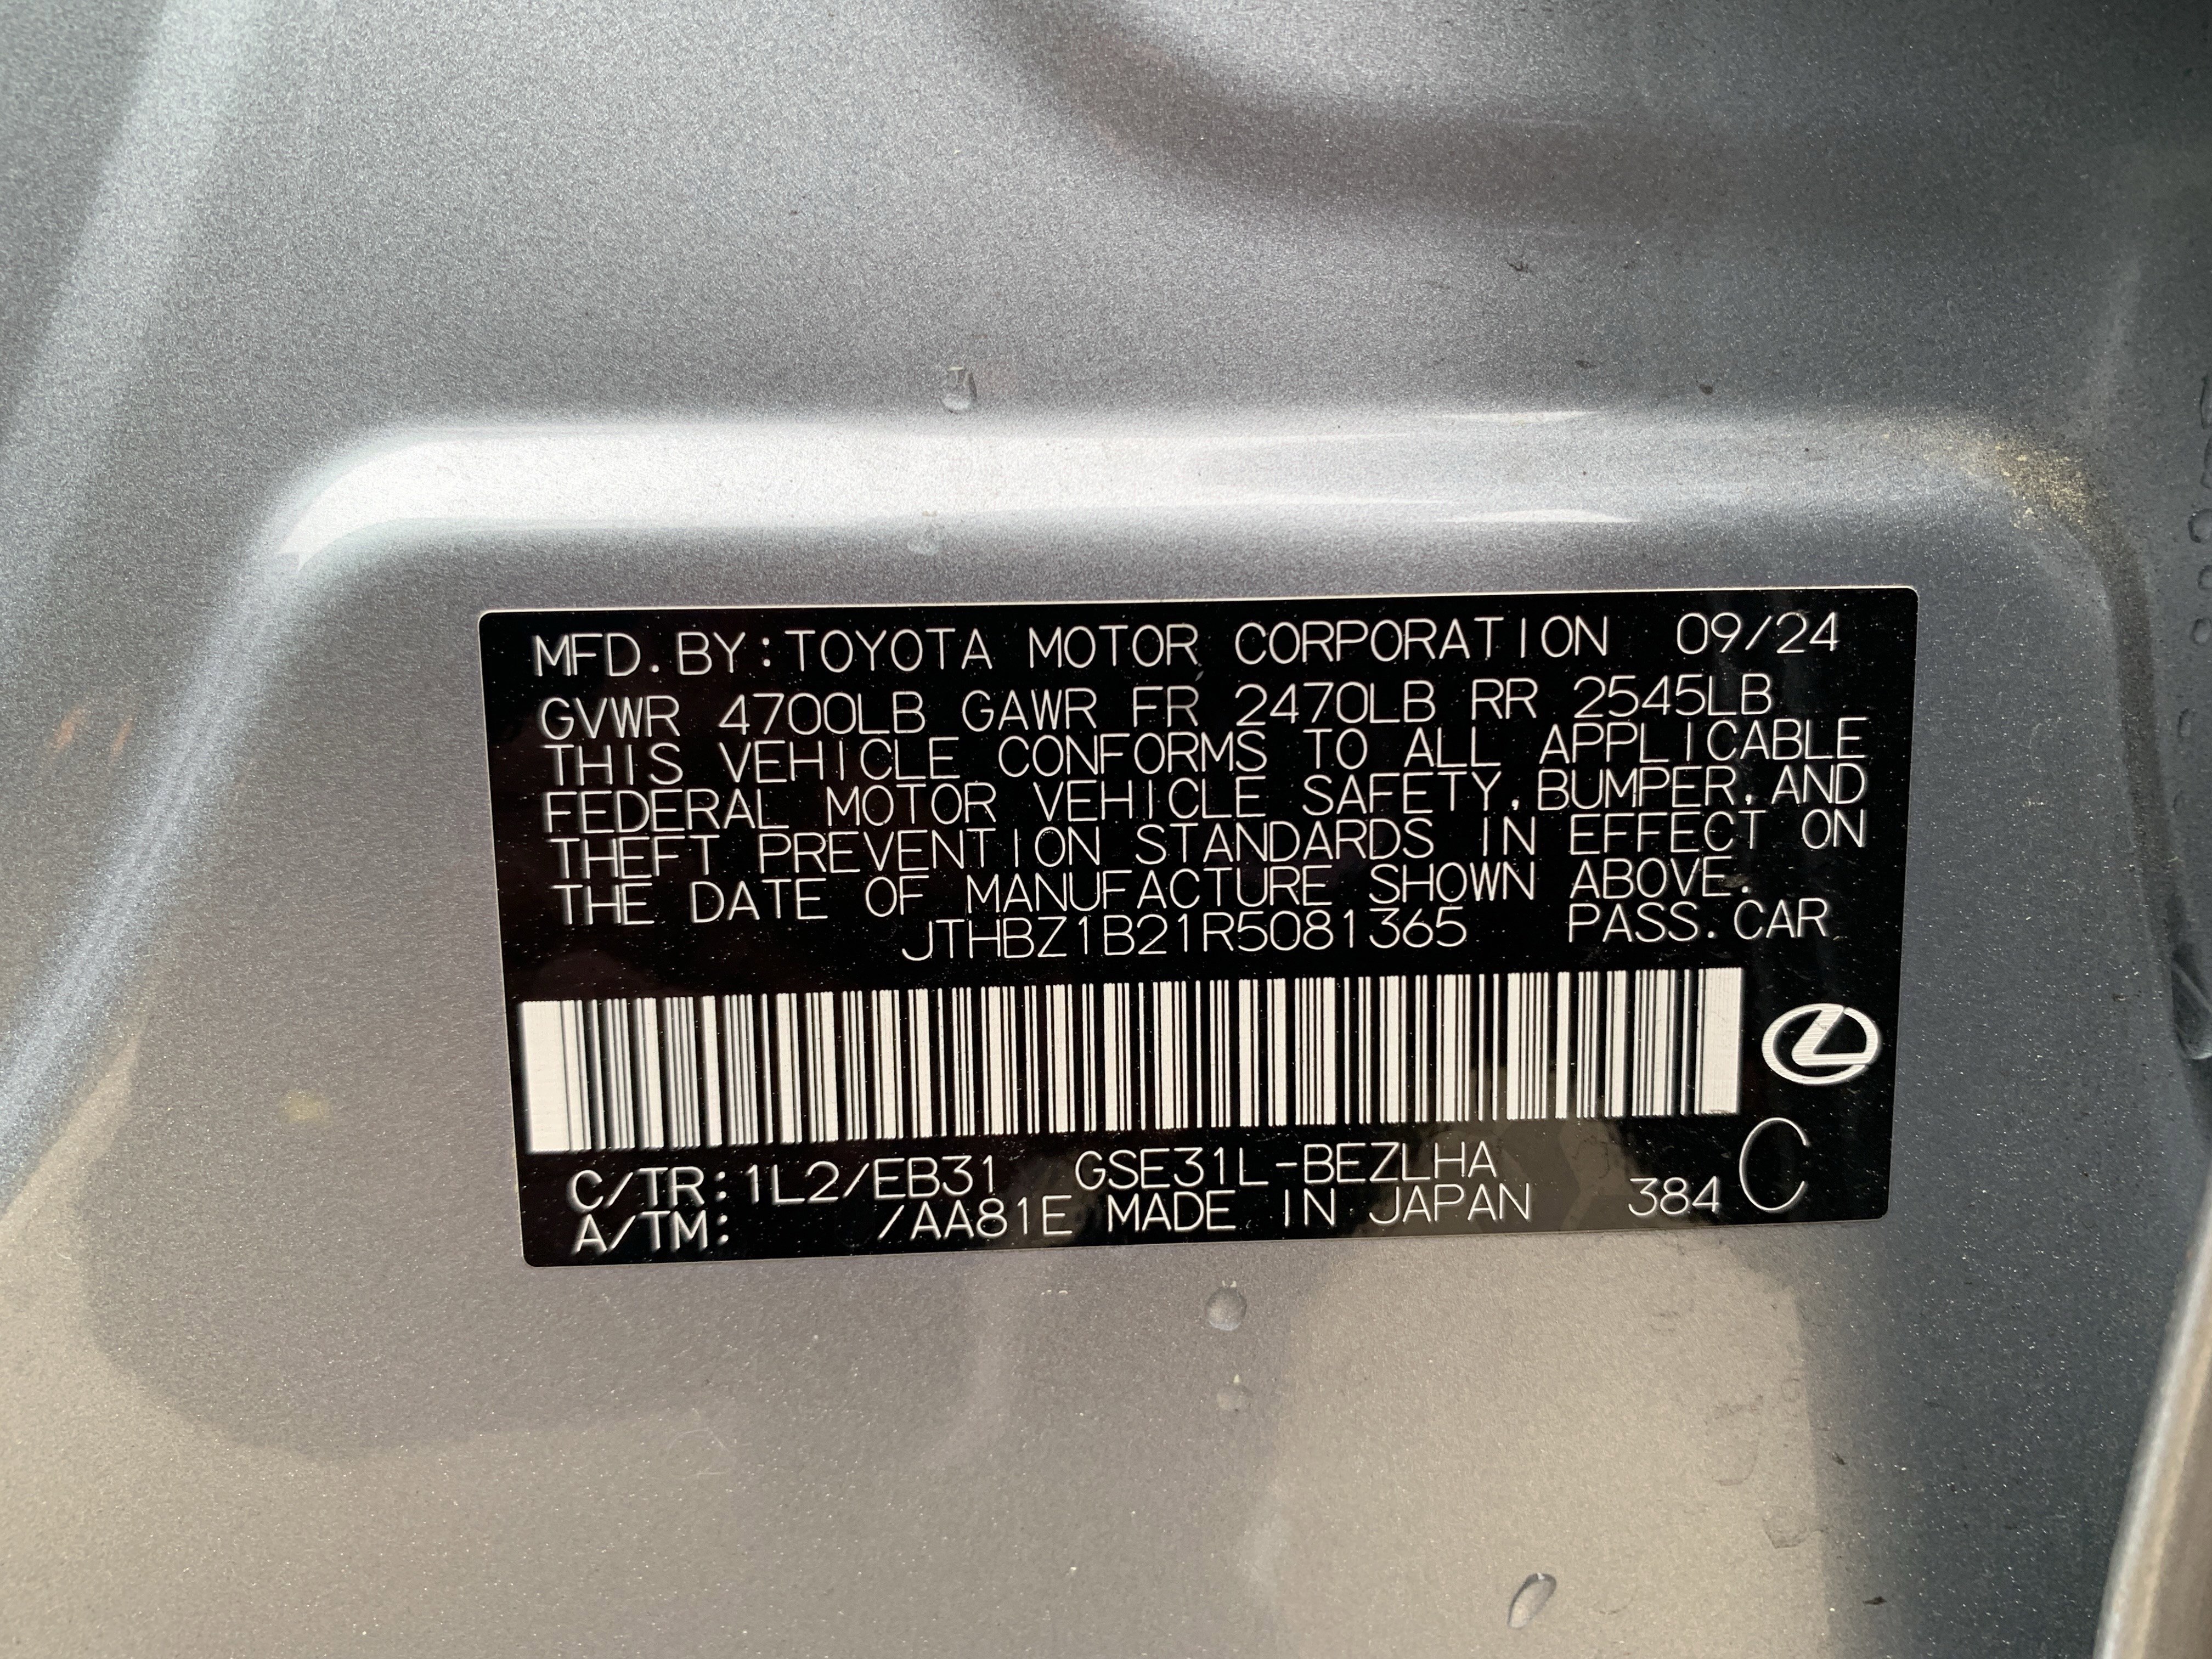 MFD. BY: TOYOTA MOTOR CORPORATION 09/24
GVWR 4700LB GAWR FR 2470LB RR 2545LB
THIS VEHICLE CONFORMS TO ALL APPLICABLE
FEDERAL MOTOR VEHICLE SAFETY, BUMPER, AND
THEFT PREVENTION STANDARDS IN EFFECT ON
THE DATE OF MANUFACTURE SHOWN ABOVE.
JTHBZ1B21R5081365 PASS. CAR
C/TR: 1L2/EB31 GSE31L-BEZLHA
A/TM: /AA81E MADE IN JAPAN 384 C